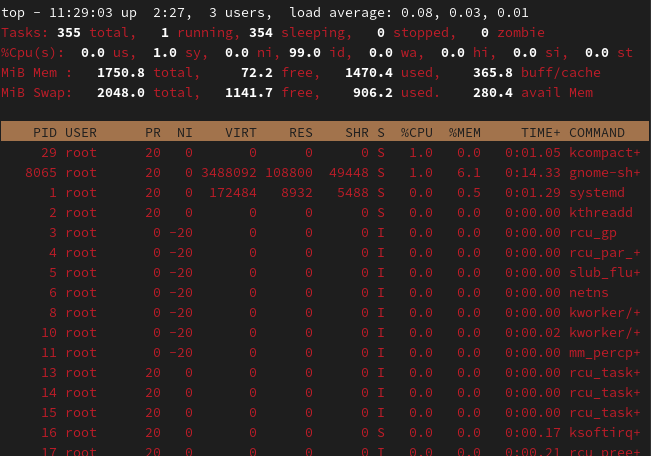 top - 11:29:03 up  2:27,  3 users,  load average: 0.08, 0.03, 0.01
Tasks: 355 total,   1 running, 354 sleeping,   0 stopped,   0 zombie
%Cpu(s):  0.0 us,  1.0 sy,  0.0 ni, 99.0 id,  0.0 wa,  0.0 hi,  0.0 si,  0.0 st
MiB Mem :   1750.8 total,     72.2 free,   1470.4 used,    365.8 buff/cache
MiB Swap:   2048.0 total,   1141.7 free,    906.2 used.    280.4 avail Mem
PID USER      PR  NI    VIRT    RES    SHR S  %CPU  %MEM     TIME+ COMMAND
29 root      20   0       0      0      0 S   1.0   0.0   0:01.05 kcompact+
8065 root      20   0 3488092 108800  49448 S   1.0   6.1   0:14.33 gnome-sh+
1 root      20   0  172484   8932   5488 S   0.0   0.5   0:01.29 systemd
2 root      20   0       0      0      0 S   0.0   0.0   0:00.00 kthreadd
3 root       0 -20       0      0      0 I   0.0   0.0   0:00.00 rcu_gp
4 root       0 -20       0      0      0 I   0.0   0.0   0:00.00 rcu_par_+
5 root       0 -20       0      0      0 I   0.0   0.0   0:00.00 slub_flu+
6 root       0 -20       0      0      0 I   0.0   0.0   0:00.00 netns
8 root       0 -20       0      0      0 I   0.0   0.0   0:00.00 kworker/+
10 root       0 -20       0      0      0 I   0.0   0.0   0:00.02 kworker/+
11 root       0 -20       0      0      0 I   0.0   0.0   0:00.00 mm_percp+
13 root      20   0       0      0      0 I   0.0   0.0   0:00.00 rcu_task+
14 root      20   0       0      0      0 I   0.0   0.0   0:00.00 rcu_task+
15 root      20   0       0      0      0 I   0.0   0.0   0:00.00 rcu_task+
16 root      20   0       0      0      0 S   0.0   0.0   0:00.17 ksoftirq+
17 root      20   0       0      0      0 I   0.0   0.0   0:00.21 rcu_pree+